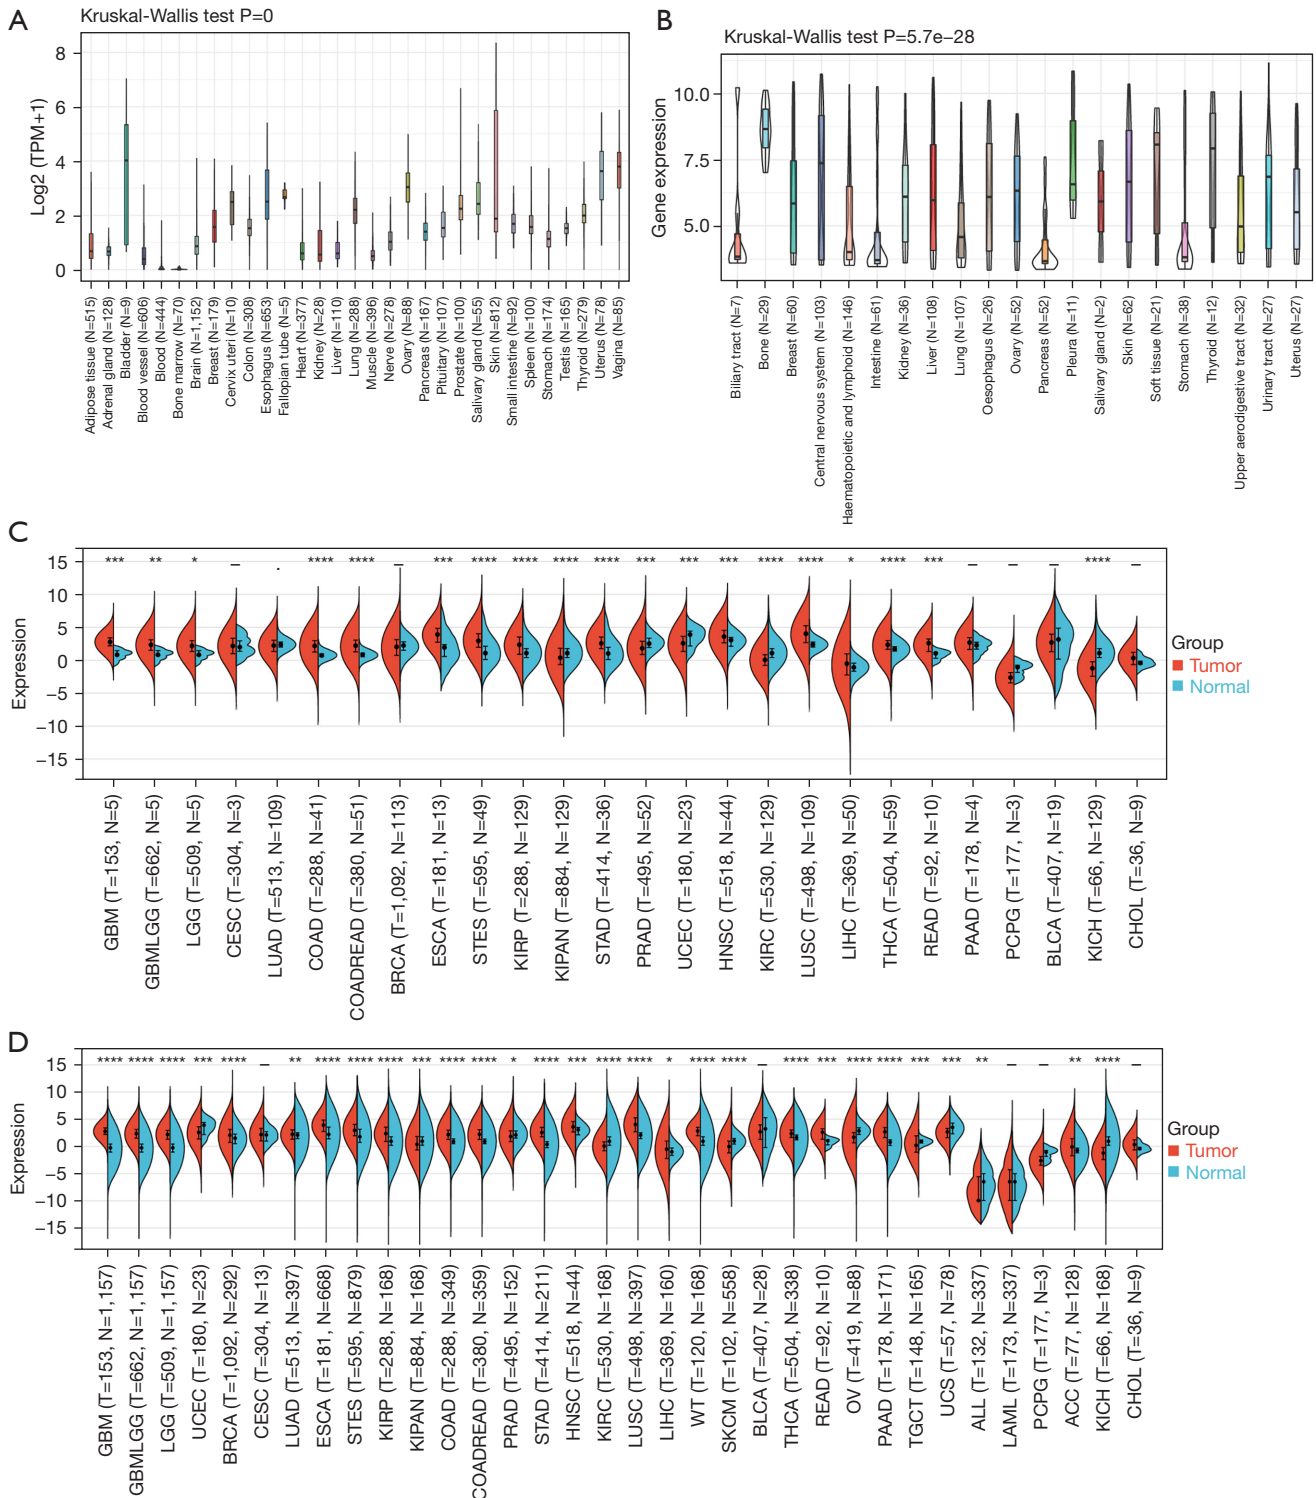 A
Kruskal-Wallis test P=0
Log2 (TPM+1)
8
6
4
2
0
Adipose tissue (N=515)
Adrenal gland (N=128)
Bladder (N=9)
Blood vessel (N=606)
Blood (N=444)
Bone marrow (N=70)
Brain (N=1,152)
Breast (N=179)
Cervix uteri (N=10)
Colon (N=308)
Esophagus (N=653)
Fallopian tube (N=5)
Heart (N=377)
Kidney (N=28)
Liver (N=110)
Lung (N=288)
Muscle (N=396)
Nerve (N=278)
Ovary (N=88)
Pancreas (N=167)
Pituitary (N=107)
Prostate (N=100)
Salivary gland (N=55)
Skin (N=812)
Small intestine (N=92)
Spleen (N=100)
Stomach (N=174)
Testis (N=165)
Thyroid (N=279)
Uterus (N=78)
Vagina (N=85)
B
Kruskal-Wallis test P=5.7e−28
Gene expression
10.0
7.5
5.0
Biliary tract (N=7)
Bone (N=29)
Breast (N=60)
Central nervous system (N=103)
Haematopoietic and lymphoid (N=146)
Intestine (N=61)
Kidney (N=36)
Liver (N=108)
Lung (N=107)
Oesophagus (N=26)
Ovary (N=52)
Pancreas (N=52)
Pleura (N=11)
Salivary gland (N=2)
Skin (N=62)
Soft tissue (N=21)
Stomach (N=38)
Thyroid (N=12)
Upper aerodigestive tract (N=32)
Urinary tract (N=27)
Uterus (N=27)
C
Expression
15
10
5
0
−5
−10
−15
*** ** * – . **** **** – *** **** **** **** **** *** *** *** **** **** * **** *** – – – **** –
GBM (T=153, N=5)
GBMLGG (T=662, N=5)
LGG (T=509, N=5)
CESC (T=304, N=3)
LUAD (T=513, N=109)
COAD (T=288, N=41)
COADREAD (T=380, N=51)
BRCA (T=1,092, N=113)
ESCA (T=181, N=13)
STES (T=595, N=49)
KIRP (T=288, N=129)
KIPAN (T=884, N=129)
STAD (T=414, N=36)
PRAD (T=495, N=52)
UCEC (T=180, N=23)
HNSC (T=518, N=44)
KIRC (T=530, N=129)
LUSC (T=498, N=109)
LIHC (T=369, N=50)
THCA (T=504, N=59)
READ (T=92, N=10)
PAAD (T=178, N=4)
PCPG (T=177, N=3)
BLCA (T=407, N=19)
KICH (T=66, N=129)
CHOL (T=36, N=9)
Group
Tumor
Normal
D
Expression
15
10
5
0
−5
−10
−15
**** **** **** *** **** – ** **** **** **** *** **** **** * **** *** **** **** * **** **** – **** *** **** **** *** *** ** – – ** **** –
GBM (T=153, N=1,157)
GBMLGG (T=662, N=1,157)
LGG (T=509, N=1,157)
UCEC (T=180, N=23)
BRCA (T=1,092, N=292)
CESC (T=304, N=13)
LUAD (T=513, N=397)
ESCA (T=181, N=668)
STES (T=595, N=879)
KIRP (T=288, N=168)
KIPAN (T=884, N=168)
COAD (T=288, N=349)
COADREAD (T=380, N=359)
PRAD (T=495, N=152)
STAD (T=414, N=211)
HNSC (T=518, N=44)
KIRC (T=530, N=168)
LUSC (T=498, N=397)
LIHC (T=369, N=160)
WT (T=120, N=168)
SKCM (T=102, N=558)
BLCA (T=407, N=28)
THCA (T=504, N=338)
READ (T=92, N=10)
OV (T=419, N=88)
PAAD (T=178, N=171)
TGCT (T=148, N=165)
UCS (T=57, N=78)
ALL (T=132, N=337)
LAML (T=173, N=337)
PCPG (T=177, N=3)
ACC (T=77, N=128)
KICH (T=66, N=168)
CHOL (T=36, N=9)
Group
Tumor
Normal